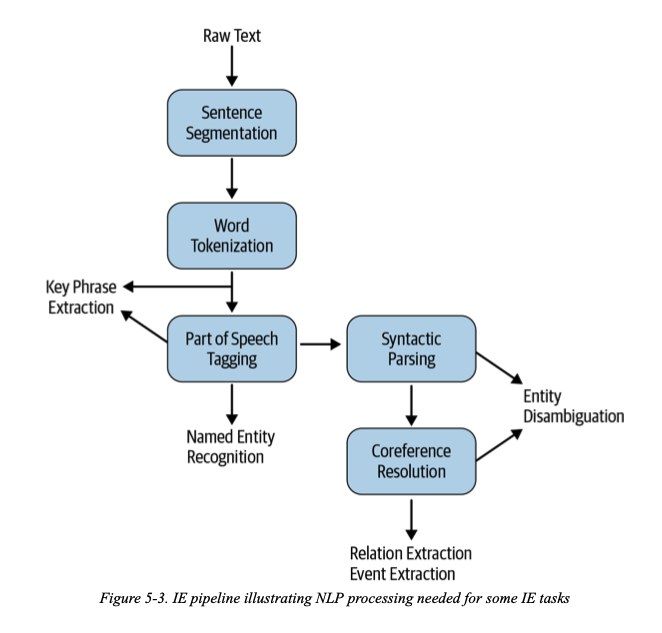 Raw Text
Sentence
Segmentation
Word
Tokenization
Key Phrase
Extraction
Part of Speech
Tagging
Syntactic
Parsing
Entity
Disambiguation
Named Entity
Recognition
Coreference
Resolution
Relation Extraction
Event Extraction
Figure 5-3. IE pipeline illustrating NLP processing needed for some IE tasks